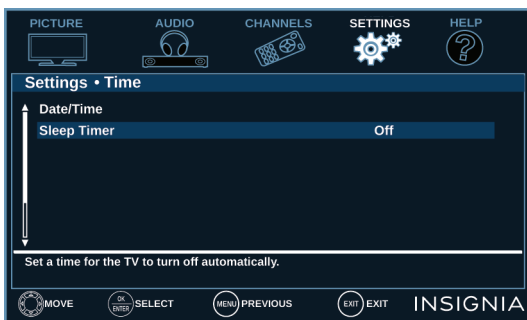 PICTURE AUDIO CHANNELS SETTINGS HELP
?
Settings • Time
Date/Time
Sleep Timer Off
Set a time for the TV to turn off automatically.
OK ENTER MENU EXIT
MOVE SELECT PREVIOUS EXIT INSIGNIA